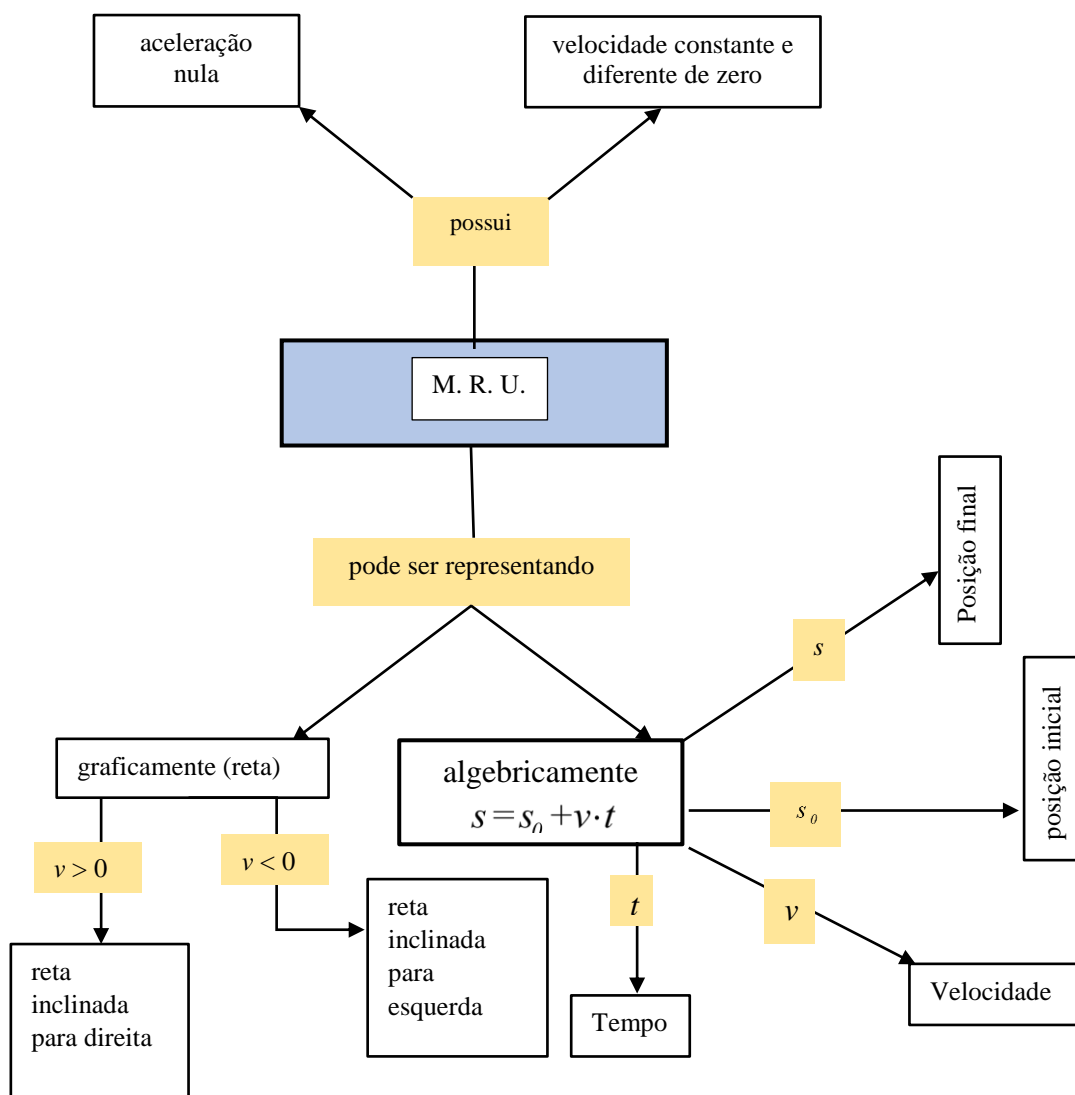 aceleração
nula
velocidade constante e
diferente de zero
possui
M. R. U.
pode ser representando
Posição final
s
posição inicial
graficamente (reta)
algebricamente
s = s₀ + v · t
s₀
v > 0
v < 0
t
v
reta
inclinada
para
esquerda
reta
inclinada
para direita
Tempo
Velocidade